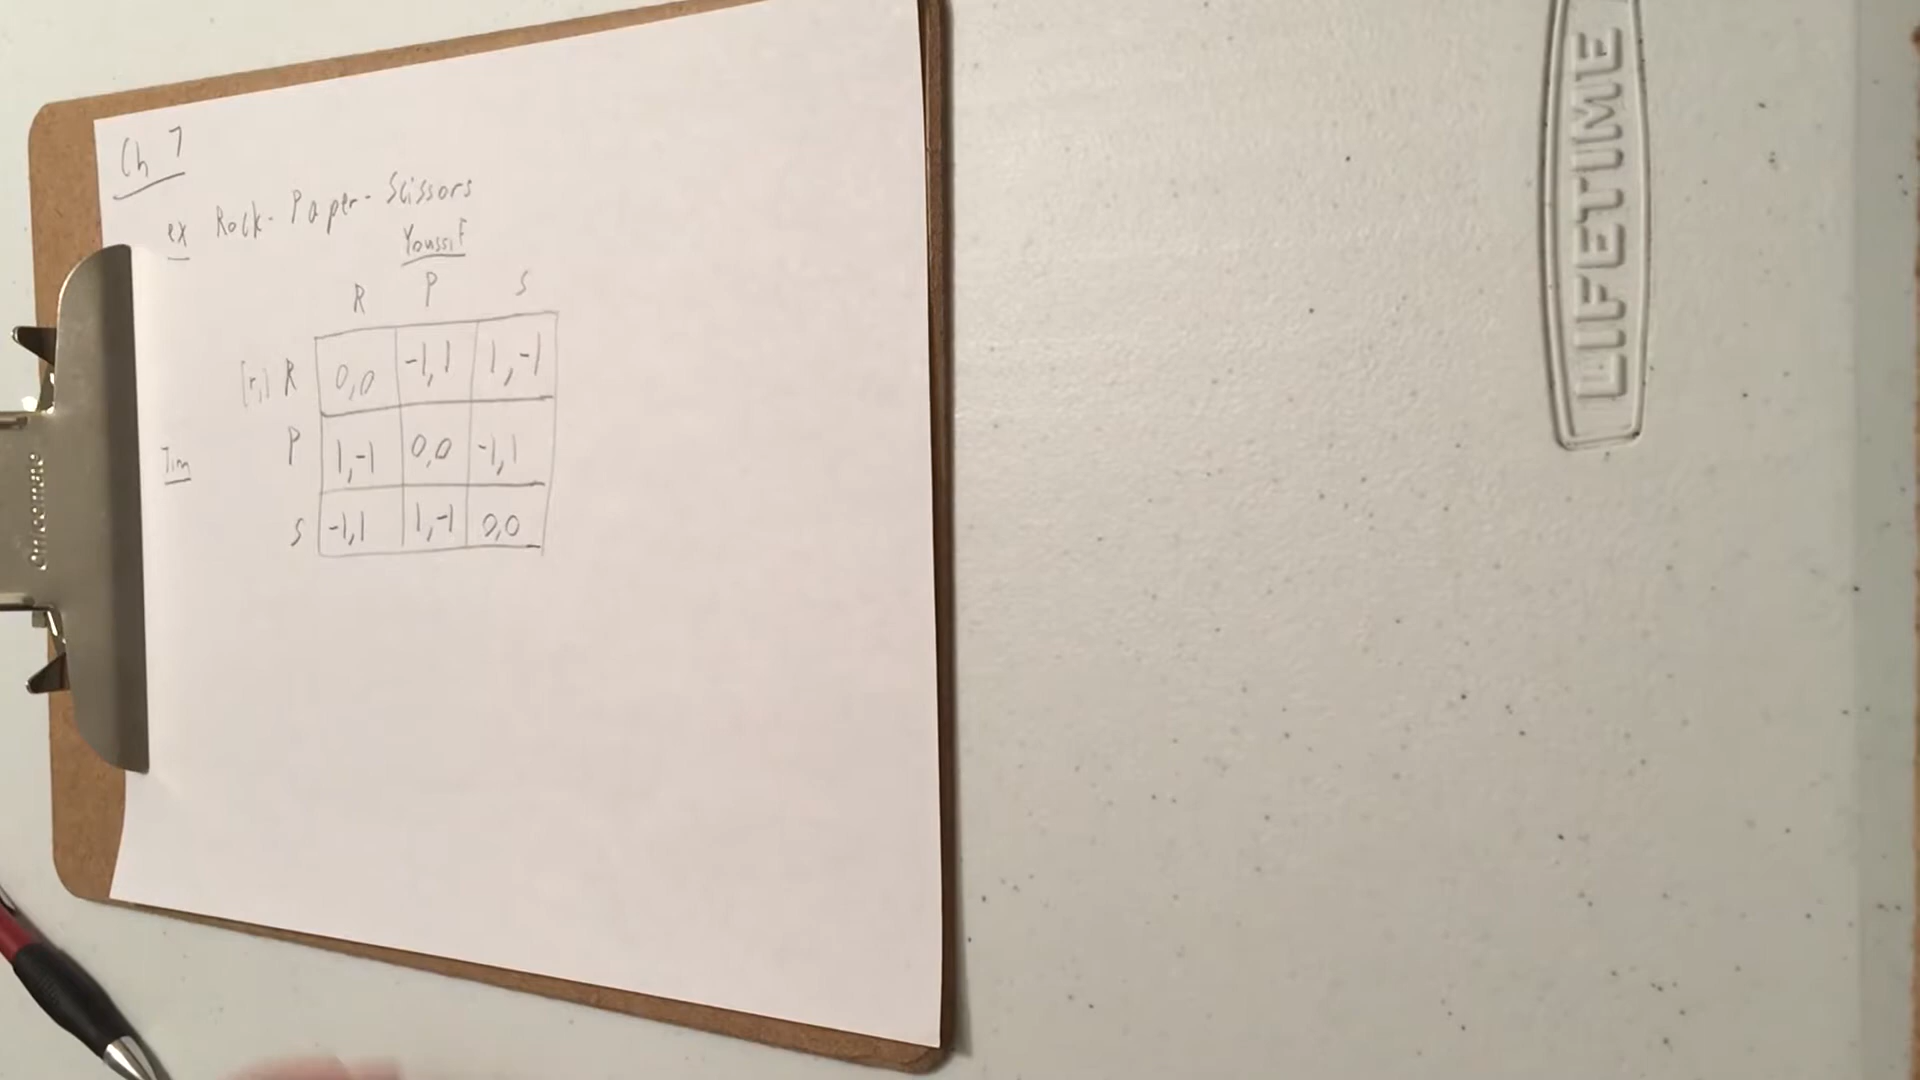 Ch 7
ex Rock-Paper-Scissors
Youssif
R P S
[r,] R 0,0 -1,1 1,-1
Tim P 1,-1 0,0 -1,1
S -1,1 1,-1 0,0
LIFETIME
Officemate